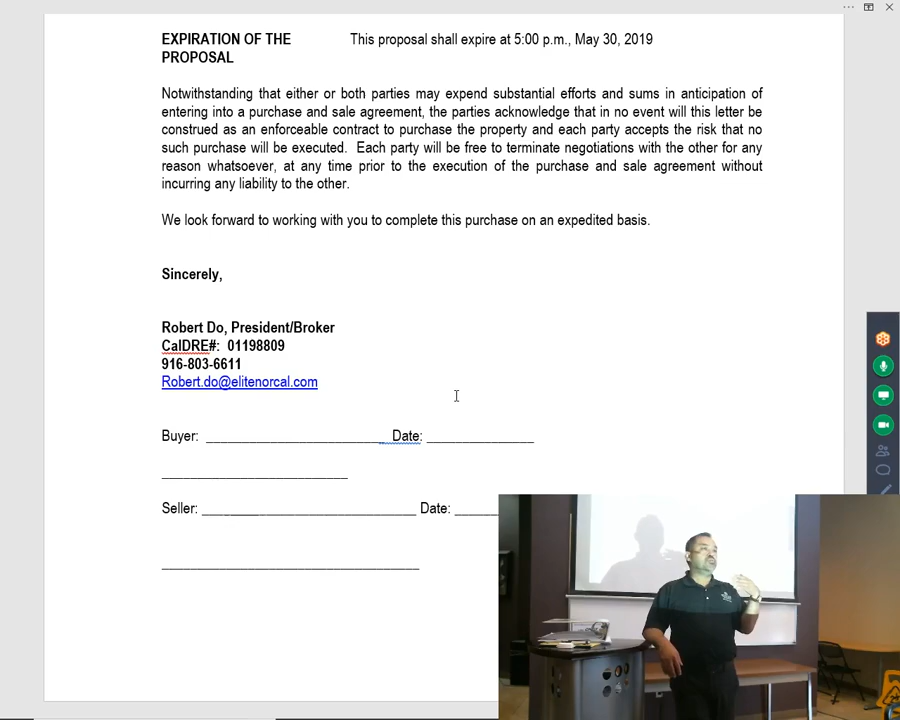 EXPIRATION OF THE This proposal shall expire at 5:00 p.m., May 30, 2019
PROPOSAL
Notwithstanding that either or both parties may expend substantial efforts and sums in anticipation of
entering into a purchase and sale agreement, the parties acknowledge that in no event will this letter be
construed as an enforceable contract to purchase the property and each party accepts the risk that no
such purchase will be executed. Each party will be free to terminate negotiations with the other for any
reason whatsoever, at any time prior to the execution of the purchase and sale agreement without
incurring any liability to the other.
We look forward to working with you to complete this purchase on an expedited basis.
Sincerely,
Robert Do, President/Broker
CalDRE#: 01198809
916-803-6611
Robert.do@elitenorcal.com
Buyer: _________________________ Date: _______________
__________________________
Seller: ______________________________ Date: ______
____________________________________